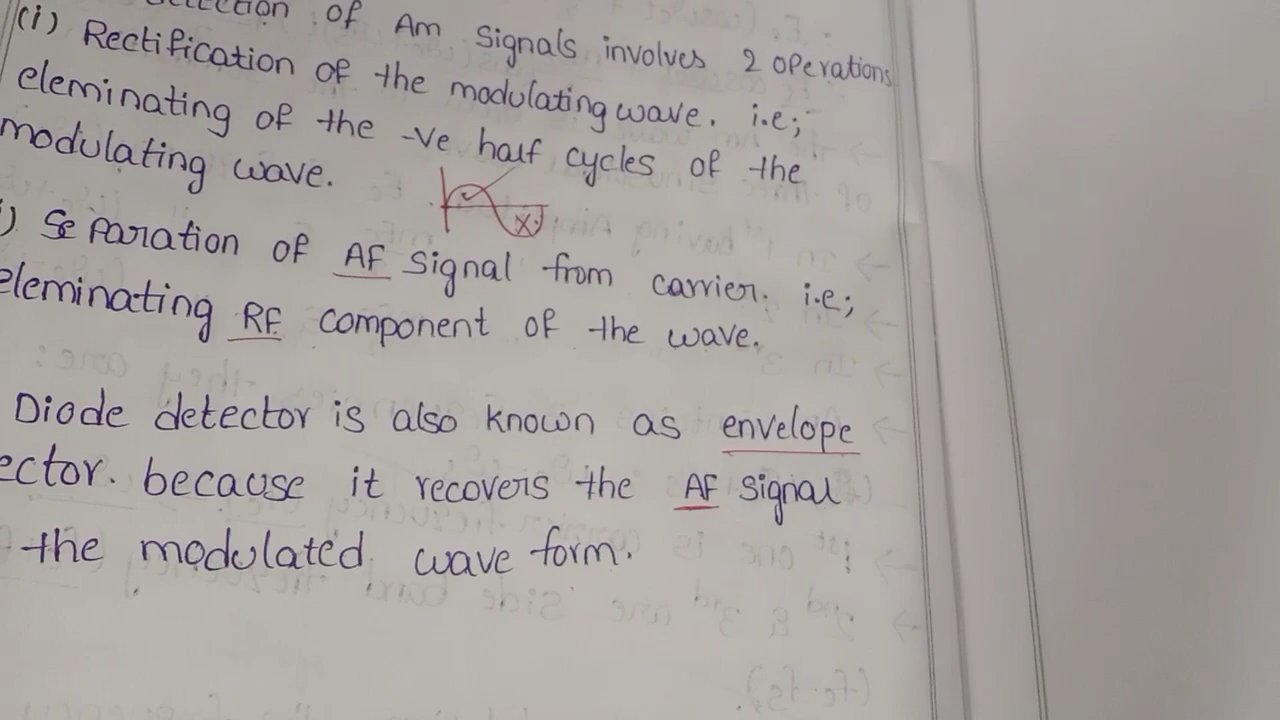 of Am Signals involves 2 operations
(i) Rectification of the modulating wave. i.e;
eleminating of the -ve half cycles of the
modulating wave.
) Separation of AF Signal from carrier. i.e;
eleminating RF component of the wave.
Diode detector is also known as envelope
ector. because it recovers the AF signal
the modulated wave form.